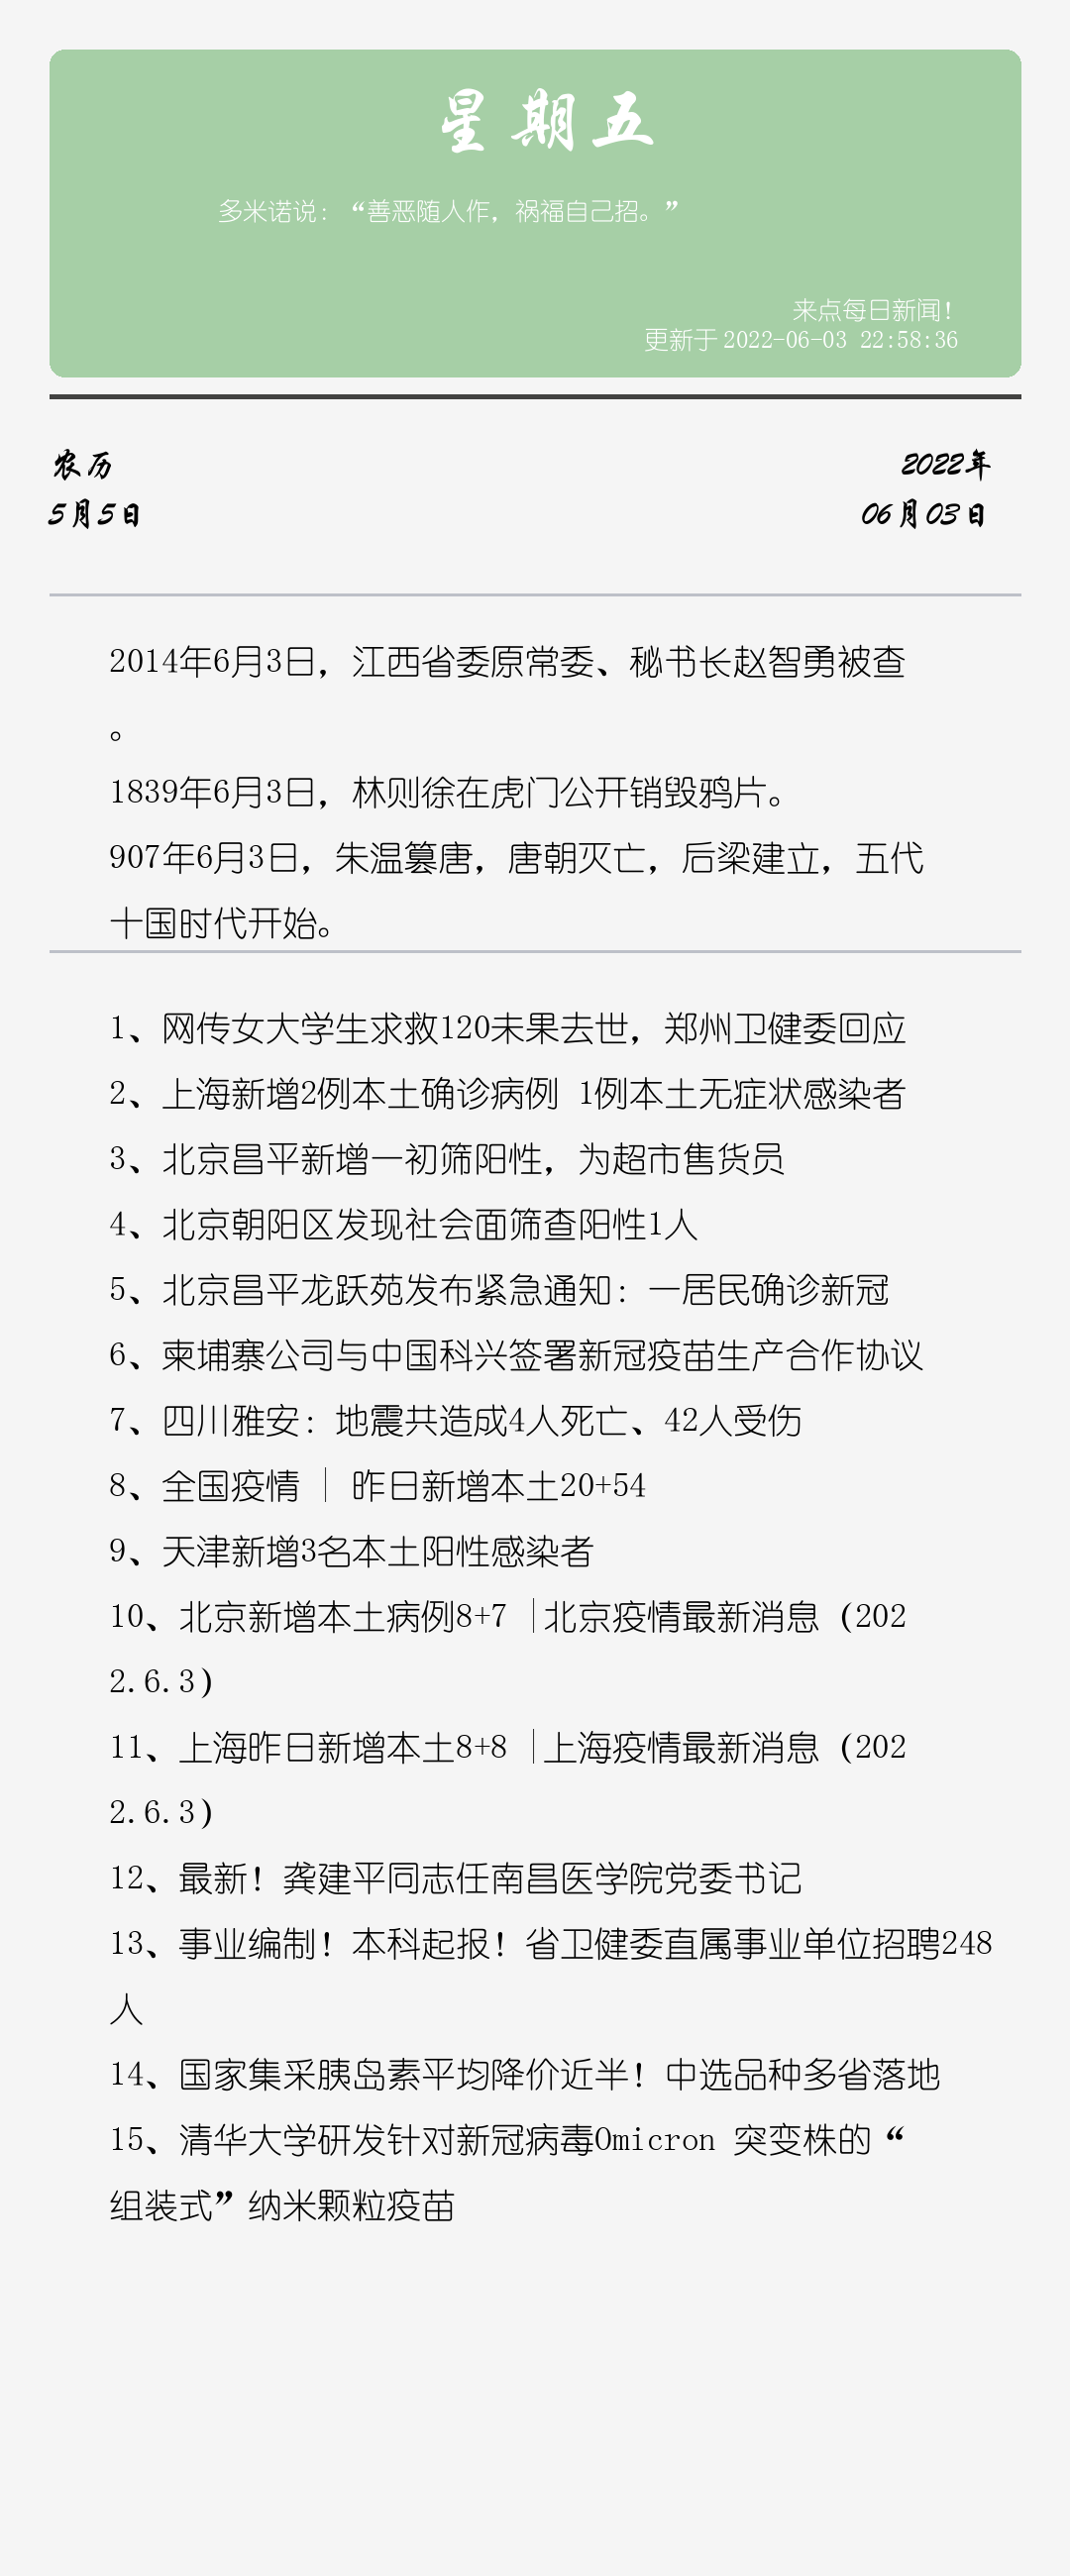 星期五
多米诺说：“善恶随人作，祸福自己招。”
来点每日新闻！
更新于2022-06-03 22:58:36
农历
2022年
5月5日
06月03日
2014年6月3日，江西省委原常委、秘书长赵智勇被查
。
1839年6月3日，林则徐在虎门公开销毁鸦片。
907年6月3日，朱温篡唐，唐朝灭亡，后梁建立，五代
十国时代开始。
1、网传女大学生求救120未果去世，郑州卫健委回应
2、上海新增2例本土确诊病例 1例本土无症状感染者
3、北京昌平新增一初筛阳性，为超市售货员
4、北京朝阳区发现社会面筛查阳性1人
5、北京昌平龙跃苑发布紧急通知：一居民确诊新冠
6、柬埔寨公司与中国科兴签署新冠疫苗生产合作协议
7、四川雅安：地震共造成4人死亡、42人受伤
8、全国疫情 | 昨日新增本土20+54
9、天津新增3名本土阳性感染者
10、北京新增本土病例8+7 |北京疫情最新消息（202
2.6.3）
11、上海昨日新增本土8+8 |上海疫情最新消息（202
2.6.3）
12、最新！龚建平同志任南昌医学院党委书记
13、事业编制！本科起报！省卫健委直属事业单位招聘248
人
14、国家集采胰岛素平均降价近半！中选品种多省落地
15、清华大学研发针对新冠病毒Omicron 突变株的“
组装式”纳米颗粒疫苗